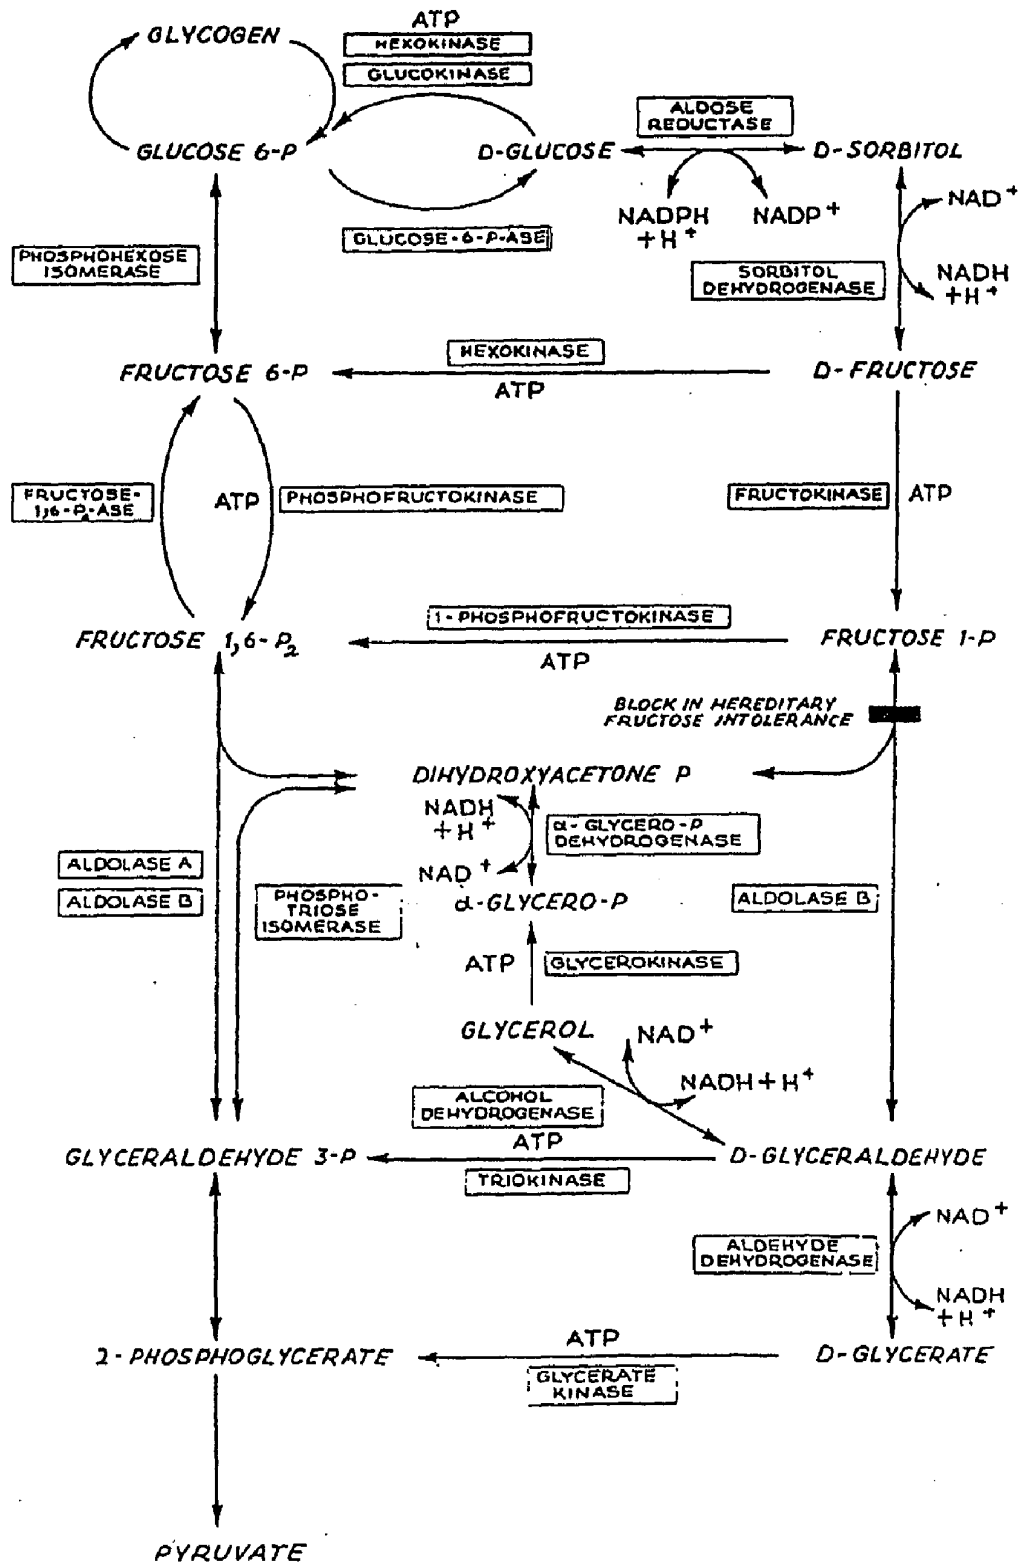 ATP
GLYCOGEN
HEXOKINASE
GLUCOKINASE
ALDOSE
REDUCTASE
GLUCOSE 6-P
D-GLUCOSE
D-SORBITOL
NADPH
+H+
NADP+
NAD+
GLUCOSE-6-P-ASE
PHOSPHOHEXOSE
ISOMERASE
SORBITOL
DEHYDROGENASE
NADH
+H+
HEXOKINASE
FRUCTOSE 6-P
D-FRUCTOSE
ATP
FRUCTOSE-
1,6-P2-ASE
ATP
PHOSPHOFRUCTOKINASE
FRUCTOKINASE
ATP
1-PHOSPHOFRUCTOKINASE
FRUCTOSE 1,6-P2
FRUCTOSE 1-P
ATP
BLOCK IN HEREDITARY
FRUCTOSE INTOLERANCE
DIHYDROXYACETONE P
NADH
+H+
α-GLYCERO-P
DEHYDROGENASE
NAD+
ALDOLASE A
ALDOLASE B
PHOSPHO-
TRIOSE
ISOMERASE
α-GLYCERO-P
ALDOLASE B
ATP
GLYCEROKINASE
GLYCEROL
NAD+
NADH+H+
ALCOHOL
DEHYDROGENASE
ATP
GLYCERALDEHYDE 3-P
D-GLYCERALDEHYDE
TRIOKINASE
NAD+
ALDEHYDE
DEHYDROGENASE
NADH
+H+
ATP
2-PHOSPHOGLYCERATE
D-GLYCERATE
GLYCERATE
KINASE
PYRUVATE